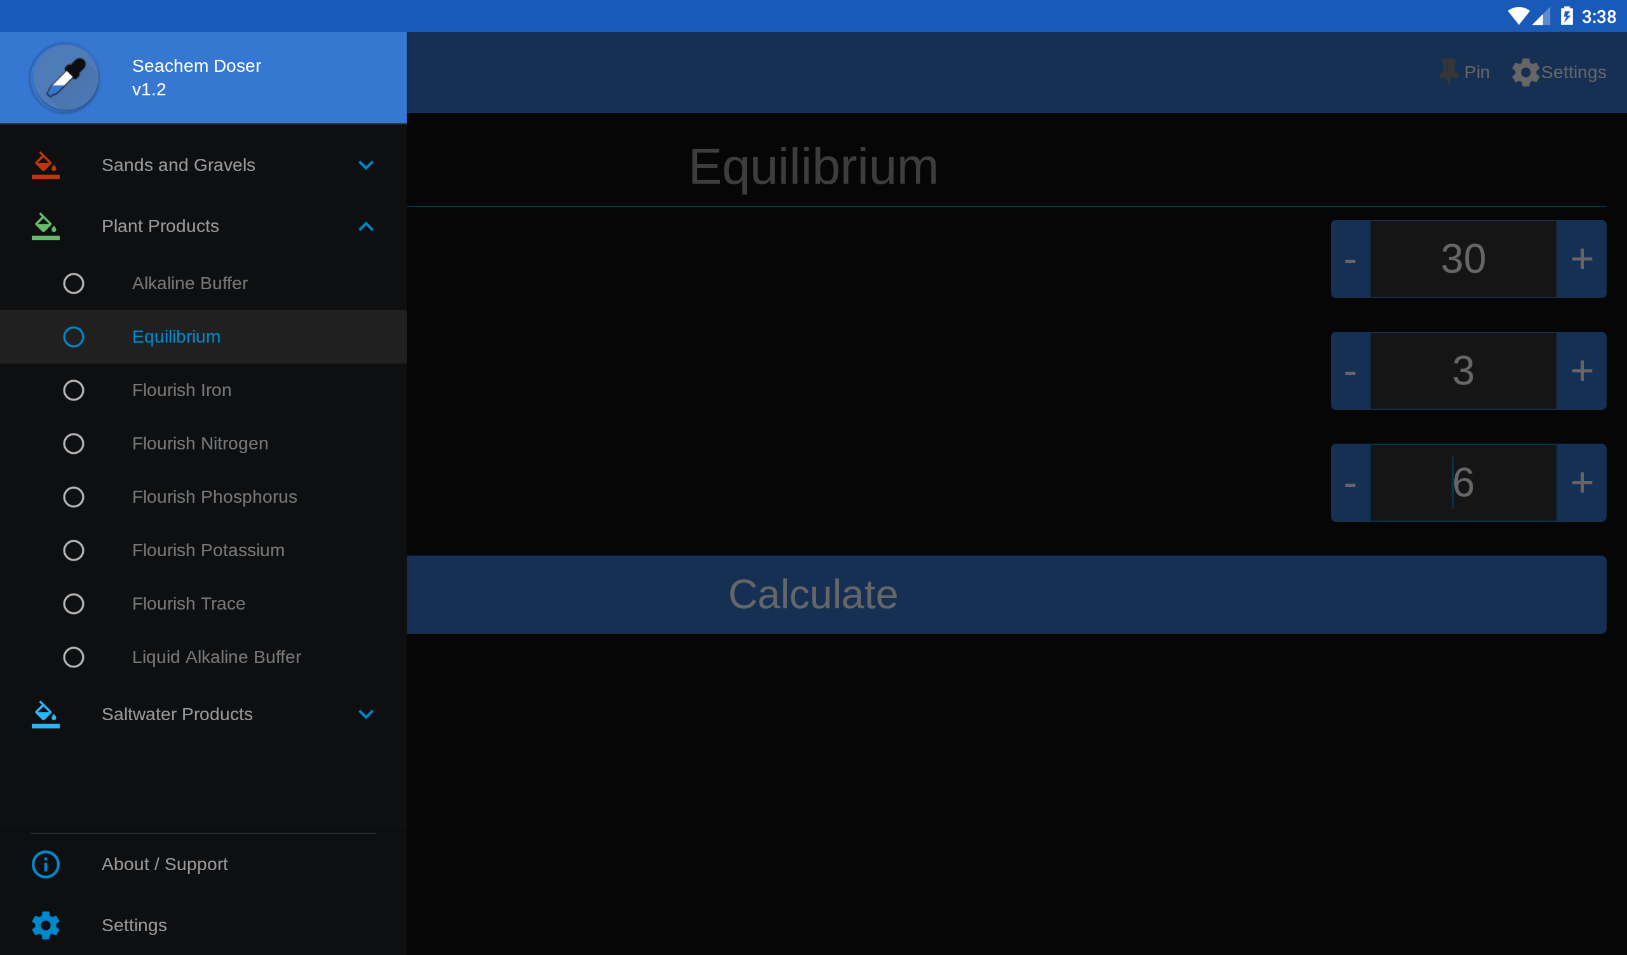 3:38
Seachem Doser
v1.2
Pin
Settings
Sands and Gravels
Plant Products
Alkaline Buffer
Equilibrium
Flourish Iron
Flourish Nitrogen
Flourish Phosphorus
Flourish Potassium
Flourish Trace
Liquid Alkaline Buffer
Saltwater Products
About / Support
Settings
Equilibrium
- 30 +
- 3 +
- 6 +
Calculate